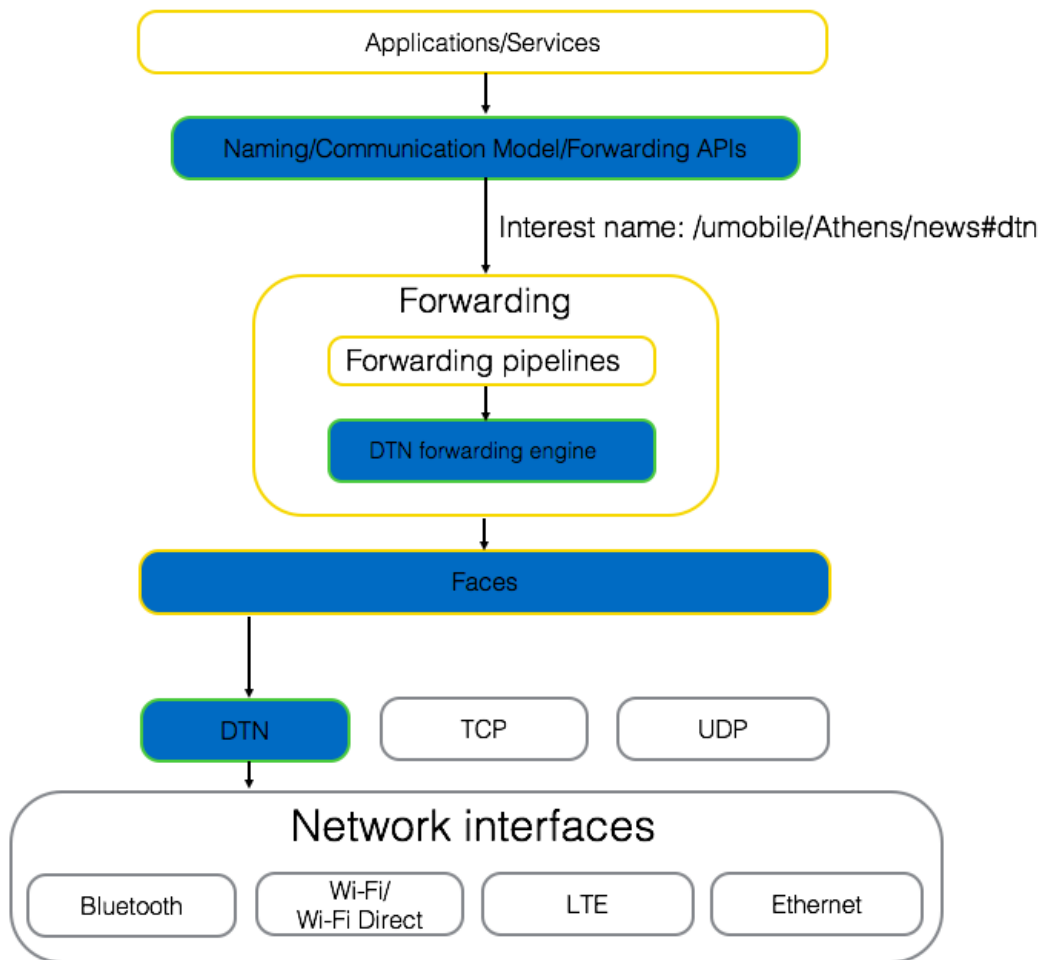 Applications/Services
Naming/Communication Model/Forwarding APIs
Interest name: /umobile/Athens/news#dtn
Forwarding
Forwarding pipelines
DTN forwarding engine
Faces
DTN
TCP
UDP
Network interfaces
Bluetooth
Wi-Fi/
Wi-Fi Direct
LTE
Ethernet